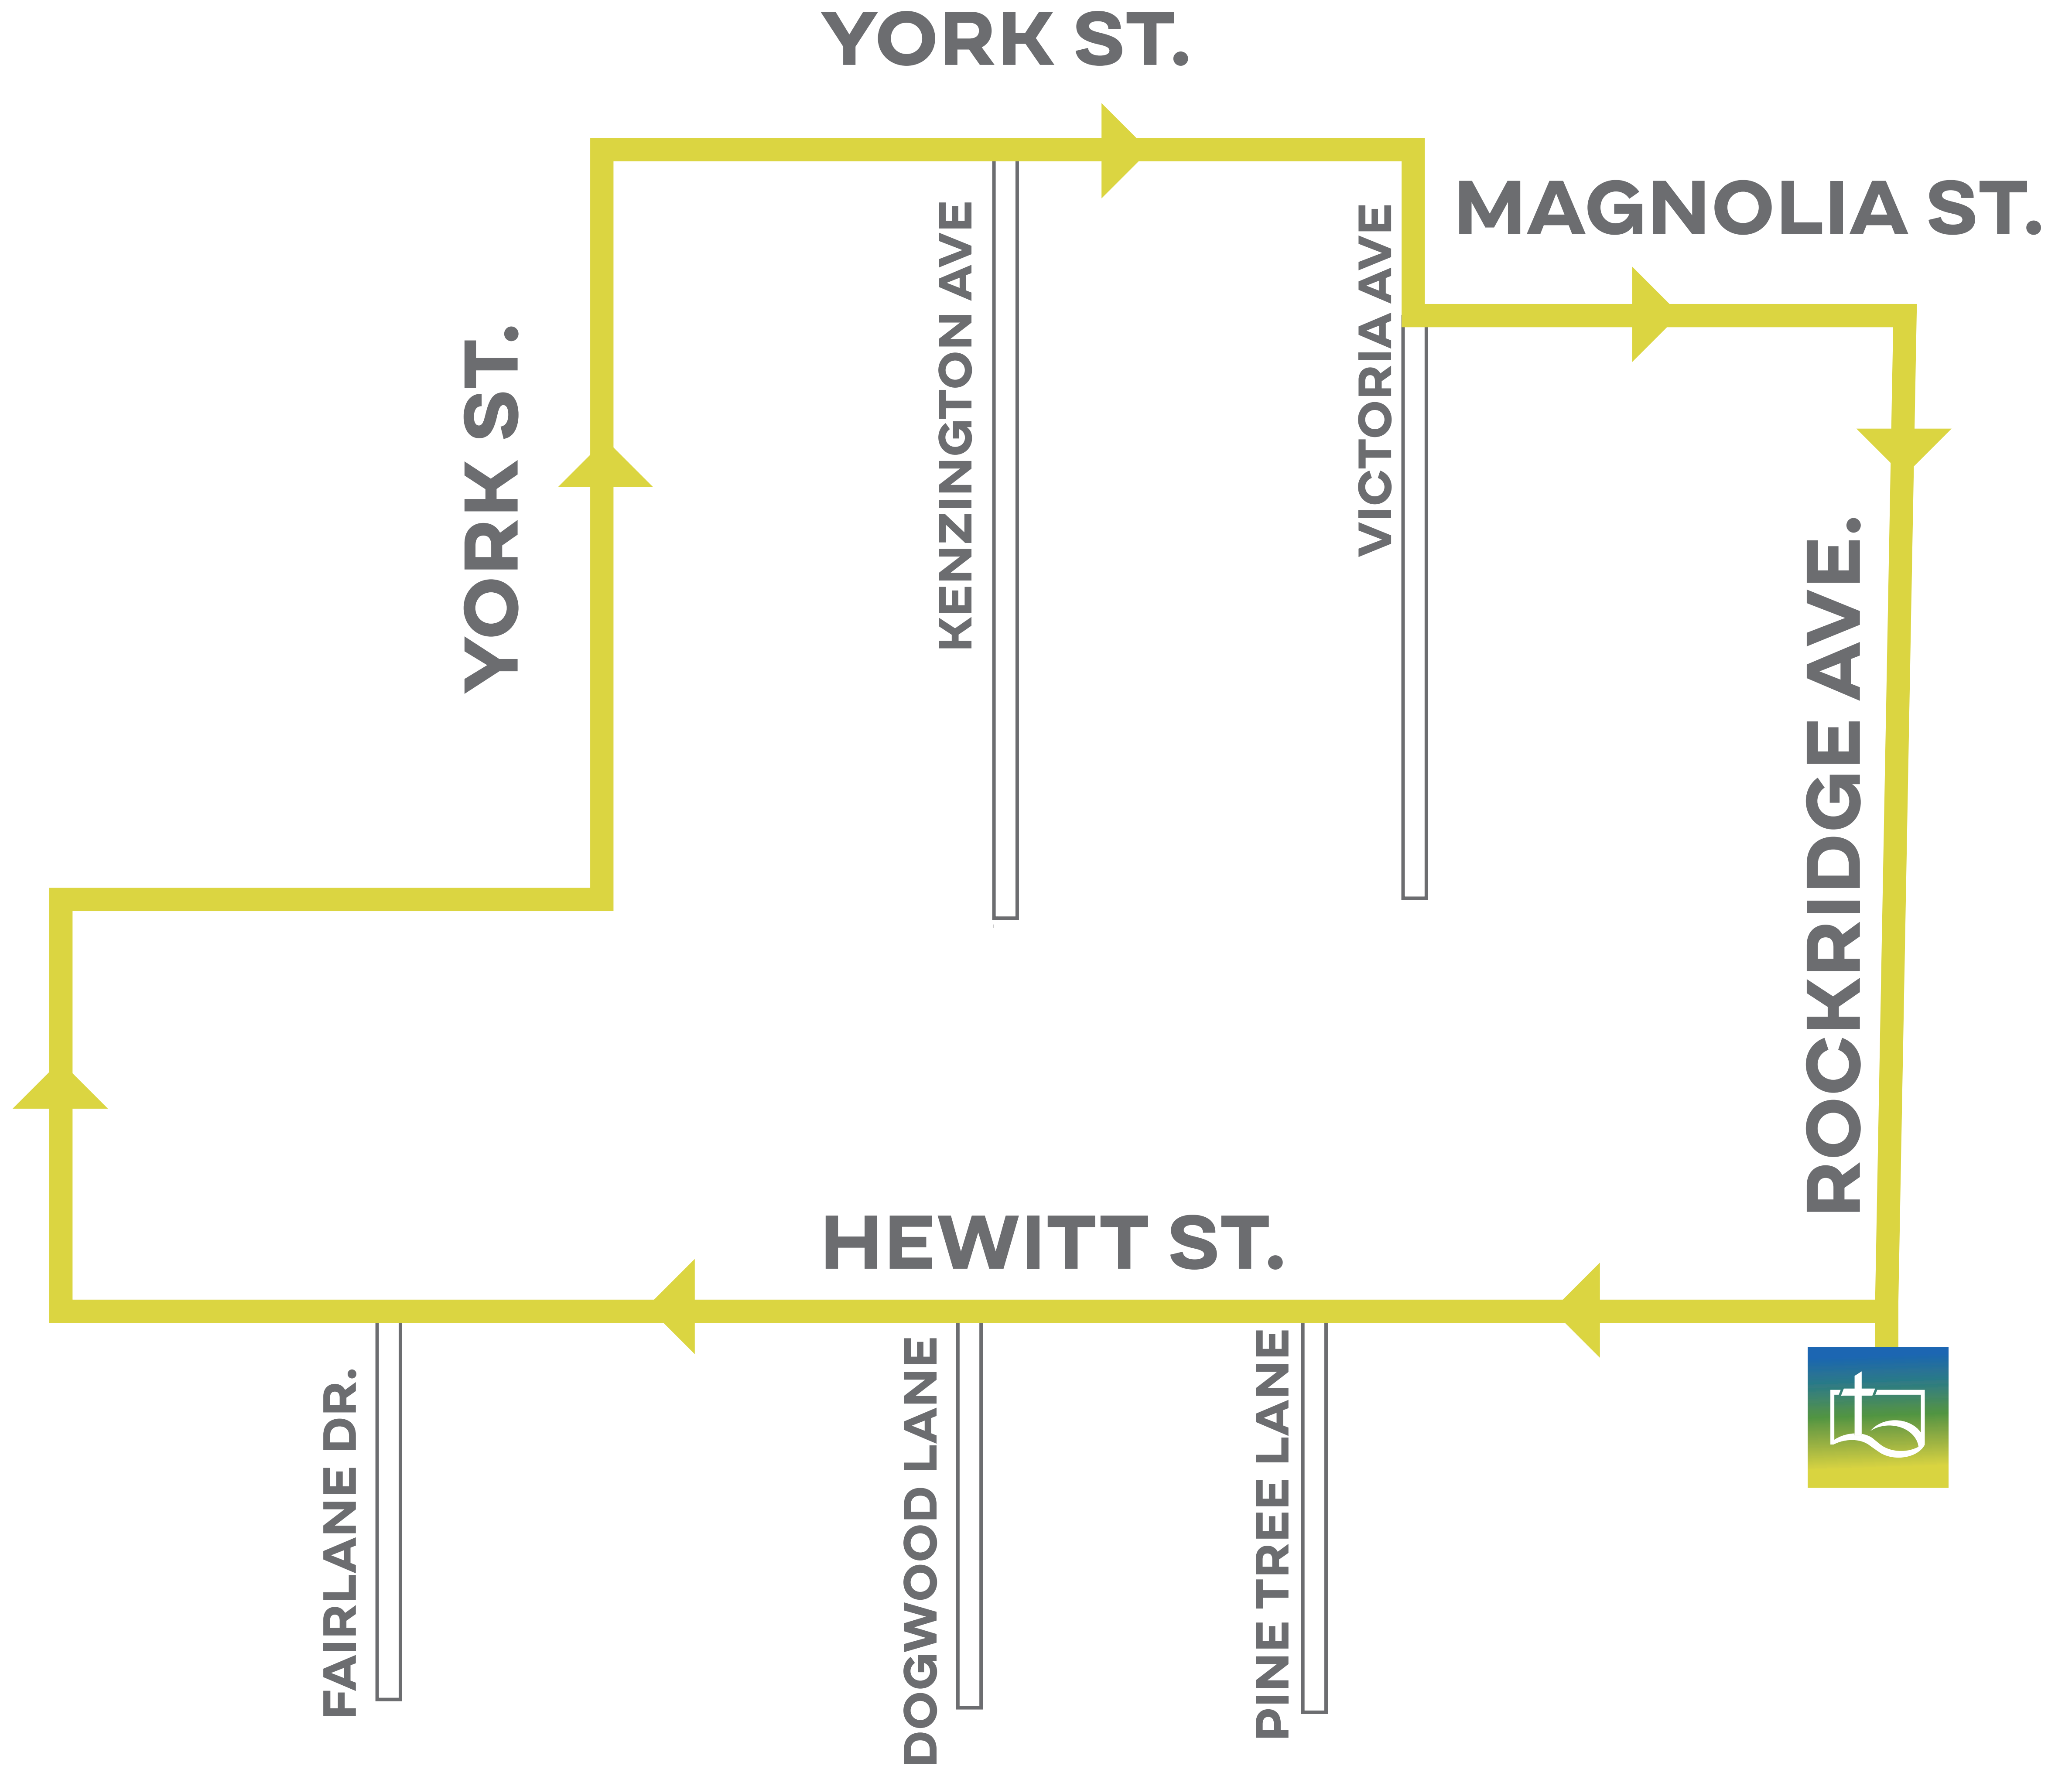 YORK ST.
MAGNOLIA ST.
YORK ST.
KENZINGTON AVE
VICTORIA AVE
ROCKRIDGE AVE.
HEWITT ST.
FAIRLANE DR.
DOGWOOD LANE
PINE TREE LANE